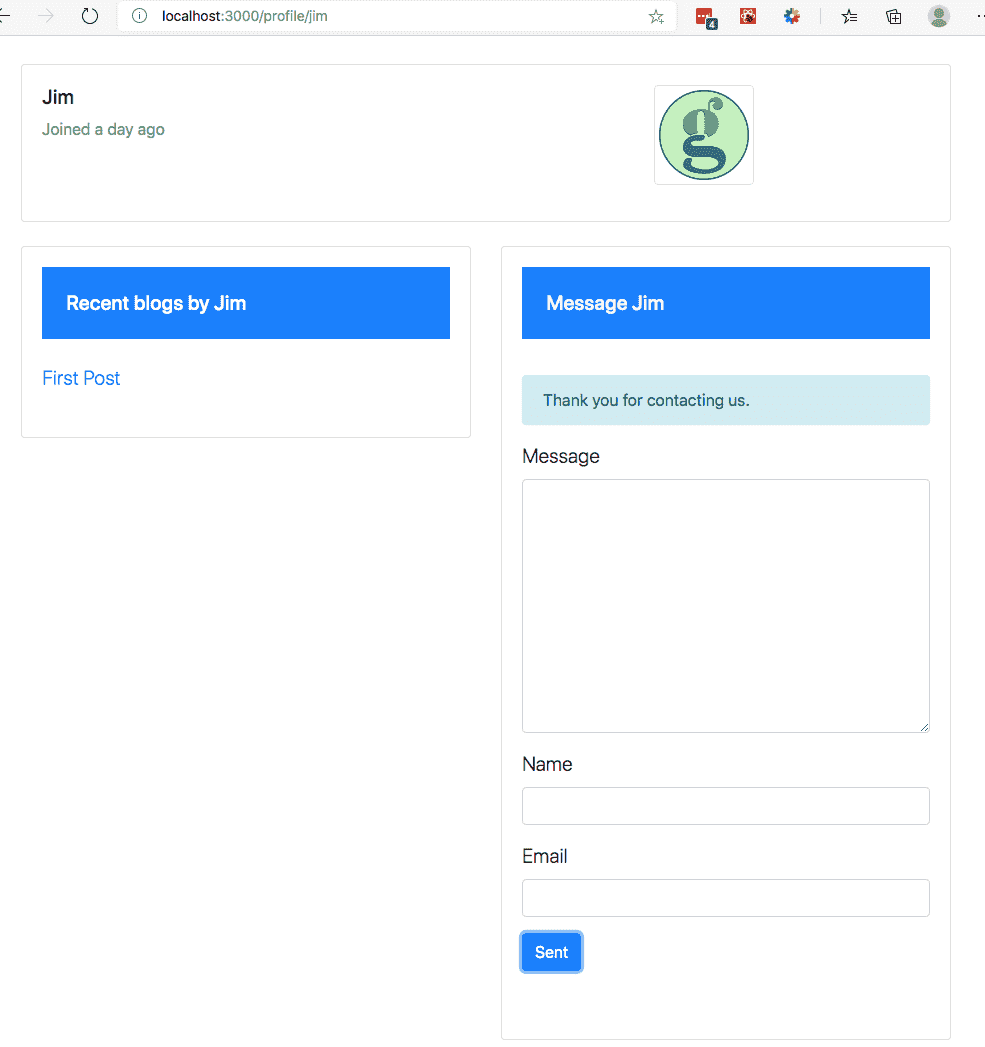 localhost:3000/profile/jim
4
Jim
Joined a day ago
g
Recent blogs by Jim
First Post
Message Jim
Thank you for contacting us.
Message
Name
Email
Sent